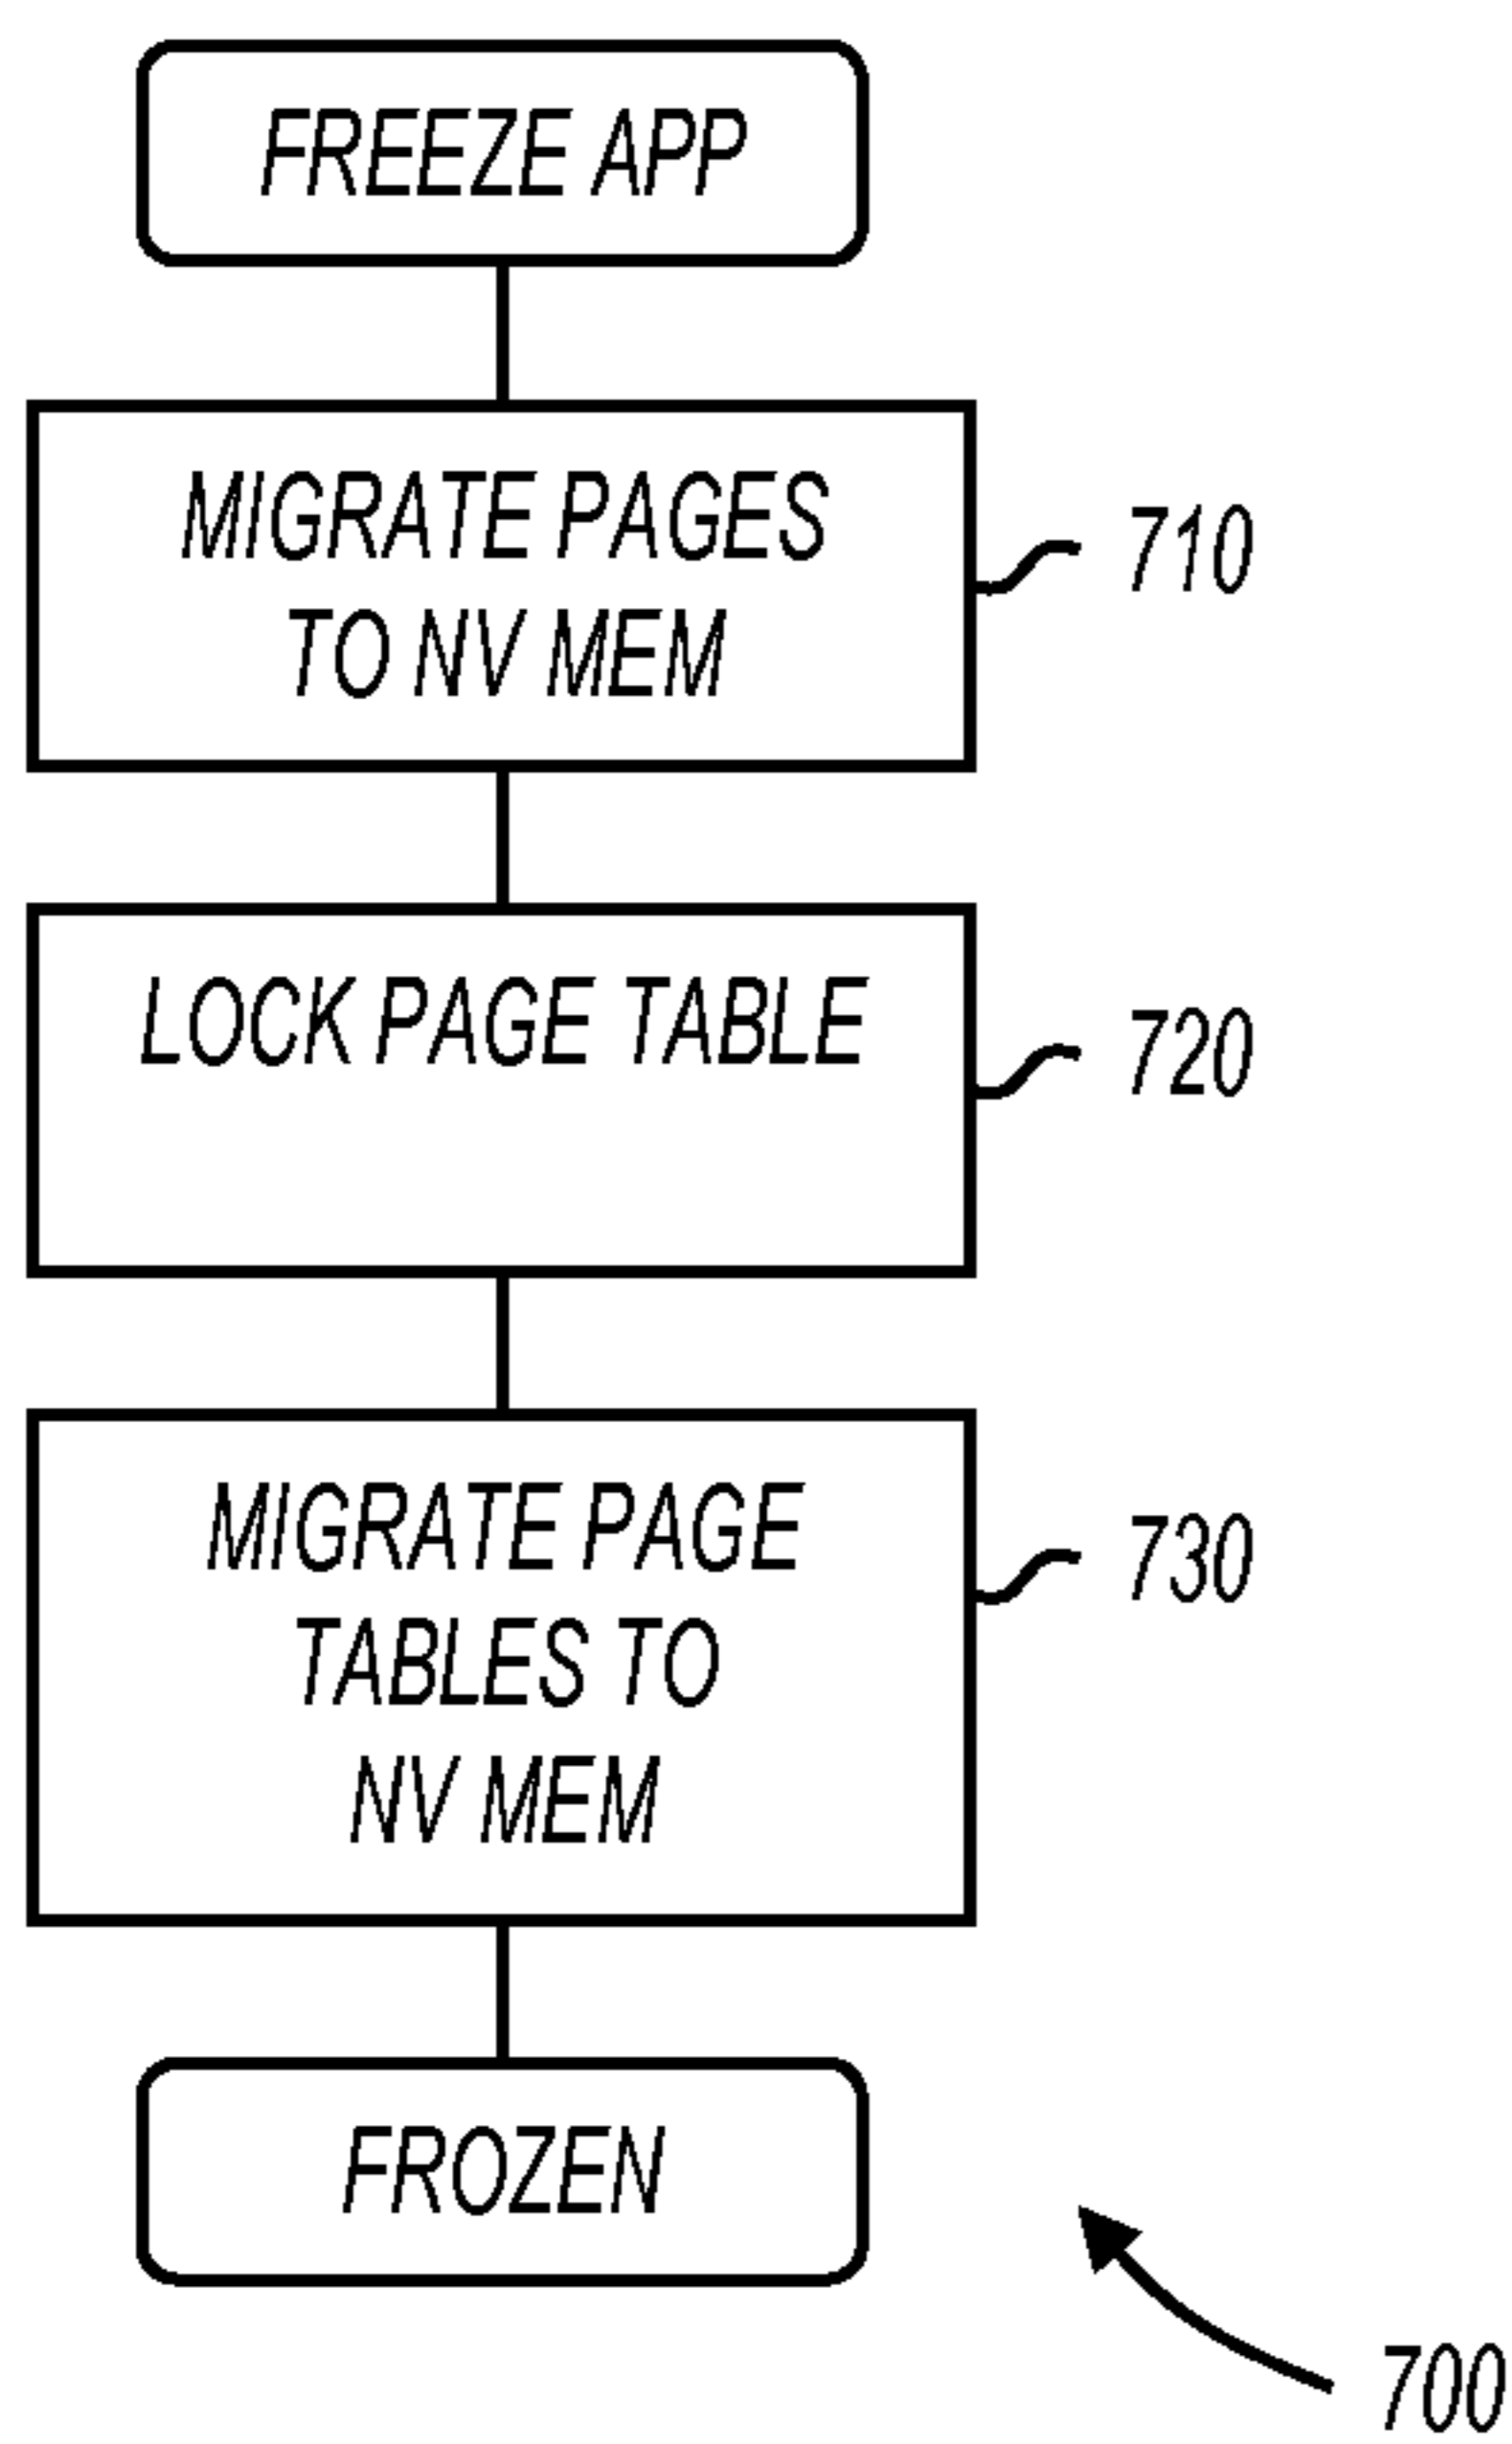 FREEZE APP
MIGRATE PAGES
TO NV MEM
710
LOCK PAGE TABLE
720
MIGRATE PAGE
TABLES TO
NV MEM
730
FROZEN
700